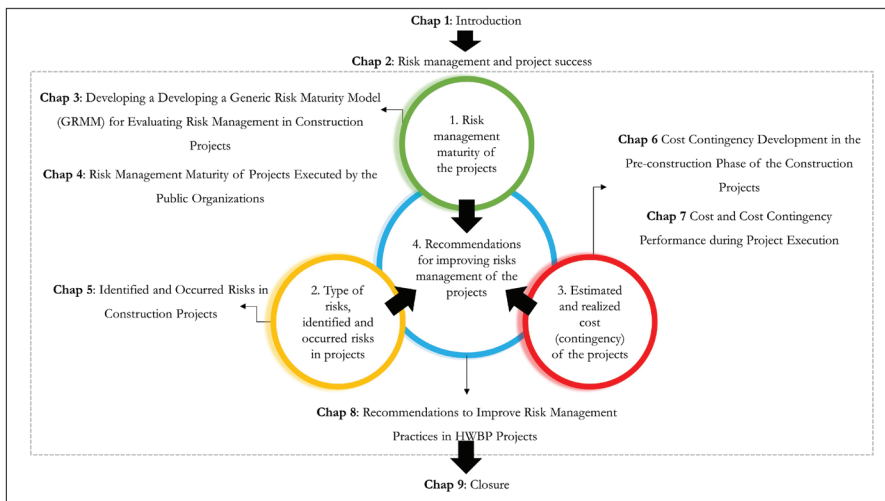 Chap 1: Introduction
Chap 2: Risk management and project success
Chap 3: Developing a Developing a Generic Risk Maturity Model
(GRMM) for Evaluating Risk Management in Construction
Projects
Chap 4: Risk Management Maturity of Projects Executed by the
Public Organizations
1. Risk
management
maturity of
the projects
Chap 6 Cost Contingency Development in the
Pre-construction Phase of the Construction
Projects
Chap 7 Cost and Cost Contingency
Performance during Project Execution
4. Recommendations
for improving risks
management of the
projects
Chap 5: Identified and Occurred Risks in
Construction Projects
2. Type of
risks,
identified and
occurred risks
in projects
3. Estimated
and realized
cost
(contingency)
of the projects
Chap 8: Recommendations to Improve Risk Management
Practices in HWBP Projects
Chap 9: Closure